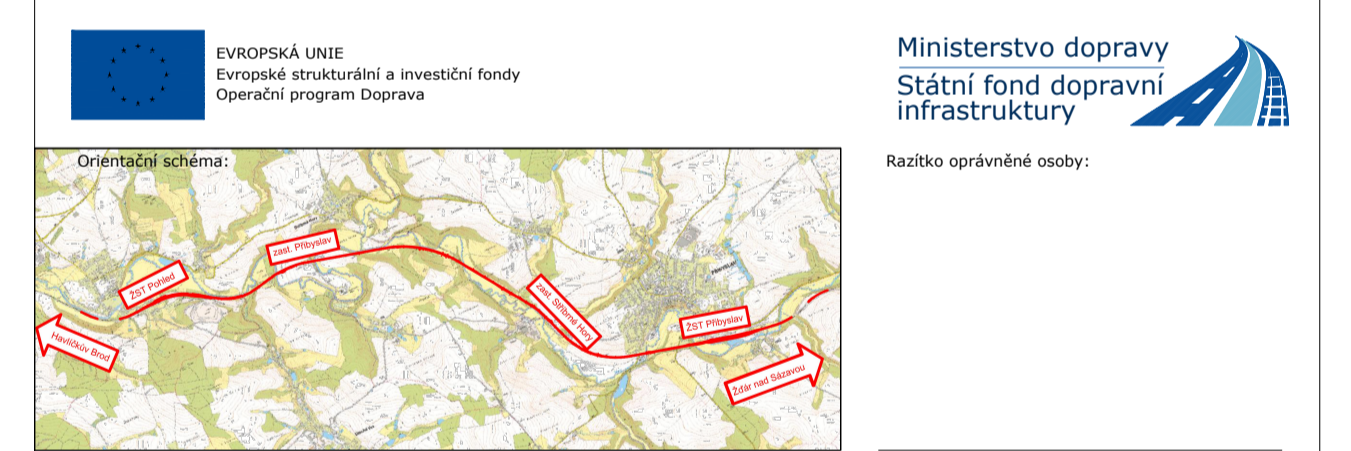 EVROPSKÁ UNIE
Evropské strukturální a investiční fondy
Operační program Doprava
Ministerstvo dopravy
Státní fond dopravní
infrastruktury
Orientační schéma:
Razítko oprávněné osoby:
zast. Přibyslav
ŽST Pohled
zast. Stříbrné Hory
PŘIBYSLAV
ŽST Přibyslav
Havlíčkův Brod
Žďár nad Sázavou